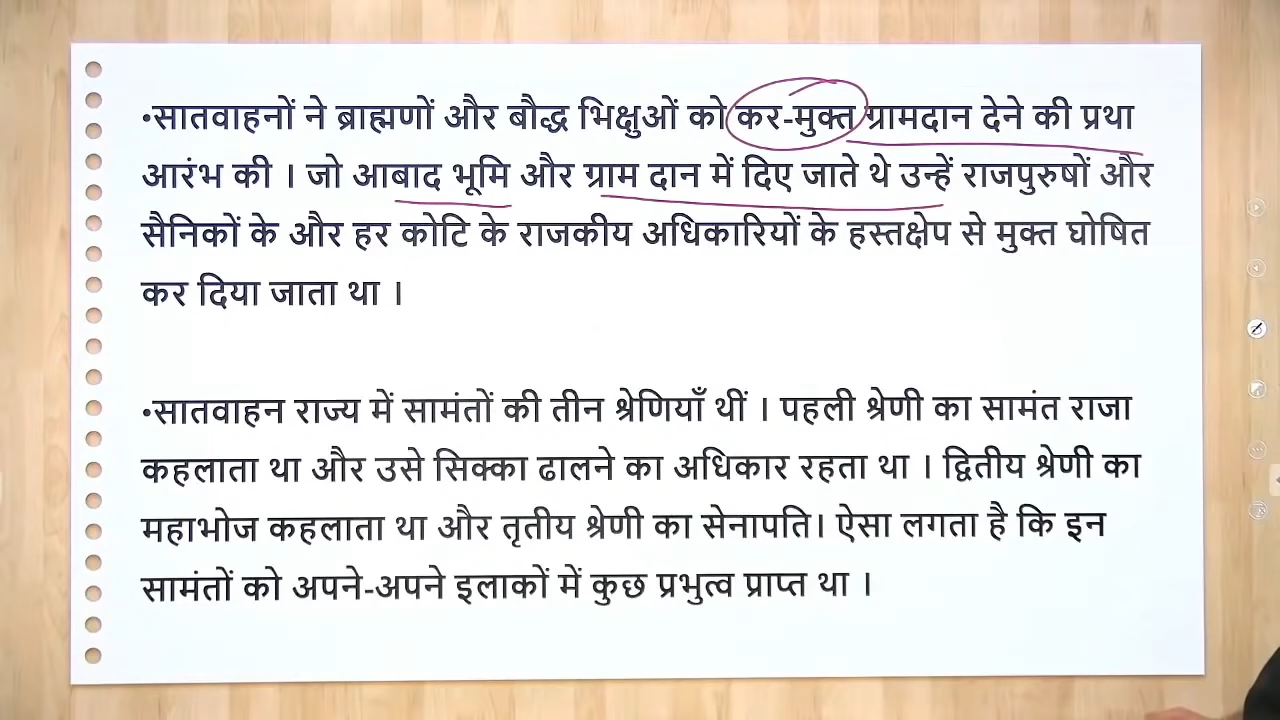 •सातवाहनों ने ब्राह्मणों और बौद्ध भिक्षुओं को कर-मुक्त ग्रामदान देने की प्रथा
आरंभ की । जो आबाद भूमि और ग्राम दान में दिए जाते थे उन्हें राजपुरुषों और
सैनिकों के और हर कोटि के राजकीय अधिकारियों के हस्तक्षेप से मुक्त घोषित
कर दिया जाता था ।
•सातवाहन राज्य में सामंतों की तीन श्रेणियाँ थीं । पहली श्रेणी का सामंत राजा
कहलाता था और उसे सिक्का ढालने का अधिकार रहता था । द्वितीय श्रेणी का
महाभोज कहलाता था और तृतीय श्रेणी का सेनापति। ऐसा लगता है कि इन
सामंतों को अपने-अपने इलाकों में कुछ प्रभुत्व प्राप्त था ।